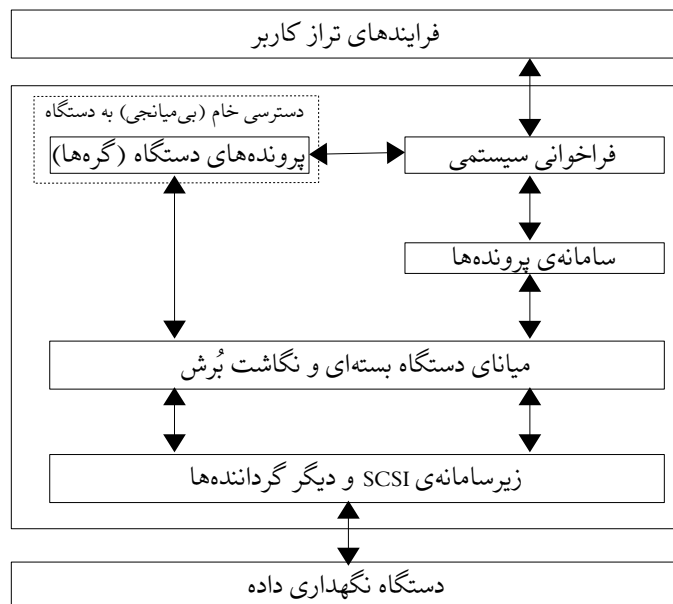 فرایندهای تراز کاربر
دسترسی خام (بی‌میانجی) به دستگاه
پرونده‌های دستگاه (گره‌ها)
فراخوانی سیستمی
سامانه‌ی پرونده‌ها
میانای دستگاه بسته‌ای و نگاشت بُرش
زیرسامانه‌ی SCSI و دیگر گرداننده‌ها
دستگاه نگهداری داده